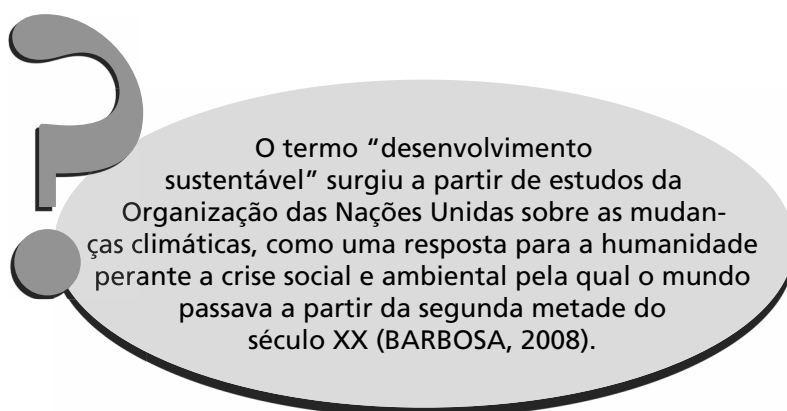 O termo “desenvolvimento
sustentável” surgiu a partir de estudos da
Organização das Nações Unidas sobre as mudan-
ças climáticas, como uma resposta para a humanidade
perante a crise social e ambiental pela qual o mundo
passava a partir da segunda metade do
século XX (BARBOSA, 2008).